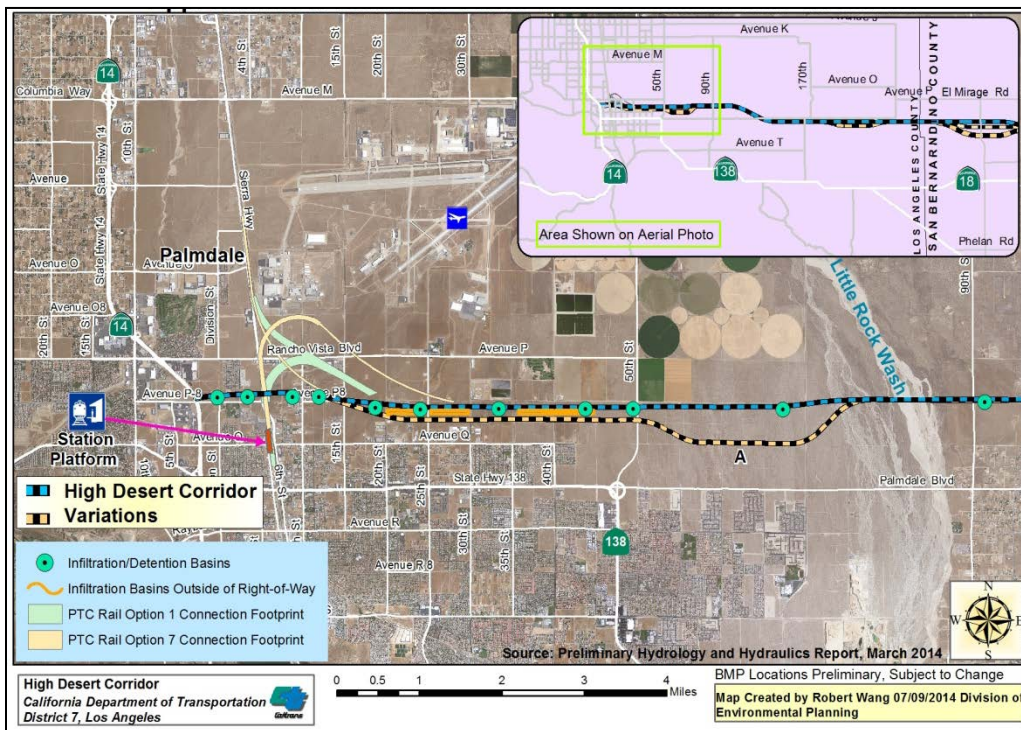 14
Columbia Way
State Hwy 14
10th St
4th St
15th St
20th St
30th St
Avenue M
Sierra Hwy
Avenue
Palmdale
Avenue O
Division St
Avenue O8
14
20th St
15th St
Rancho Vista Blvd
Avenue P
50th St
90th St
Little Rock Wash
Avenue P-8
Avenue P8
Station
Platform
10th
5th St
6th St
15th St
Avenue Q
20th St
25th St
40th St
A
State Hwy 138
Palmdale Blvd
Avenue R
30th St
35th St
138
Avenue R 8
Avenue K
Avenue M
50th
90th
170th
Avenue O
Avenue P
El Mirage Rd
LOS ANGELES COUNTY
SAN BERNARNDINO COUNTY
Avenue T
14
138
18
Area Shown on Aerial Photo
Phelan Rd
High Desert Corridor
Variations
Infiltration/Detention Basins
Infiltration Basins Outside of Right-of-Way
PTC Rail Option 1 Connection Footprint
PTC Rail Option 7 Connection Footprint
N
W
E
S
Source: Preliminary Hydrology and Hydraulics Report, March 2014
High Desert Corridor
California Department of Transportation
District 7, Los Angeles
Caltrans
0 0.5 1 2 3 4
Miles
BMP Locations Preliminary, Subject to Change
Map Created by Robert Wang 07/09/2014 Division of
Environmental Planning